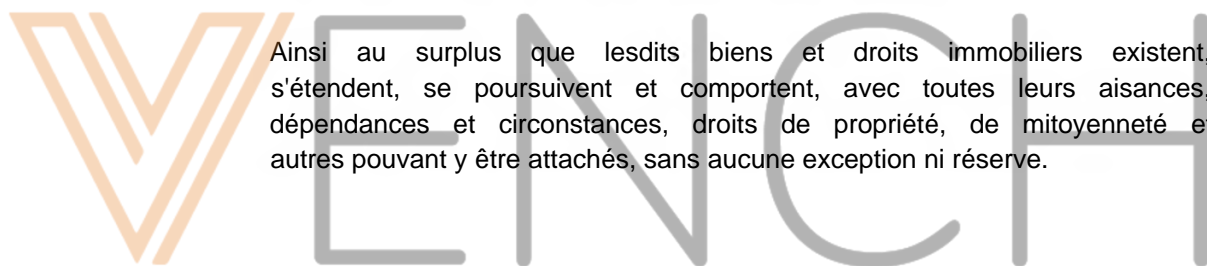 VENCH
Ainsi au surplus que lesdits biens et droits immobiliers existent,
s'étendent, se poursuivent et comportent, avec toutes leurs aisances,
dépendances et circonstances, droits de propriété, de mitoyenneté et
autres pouvant y être attachés, sans aucune exception ni réserve.